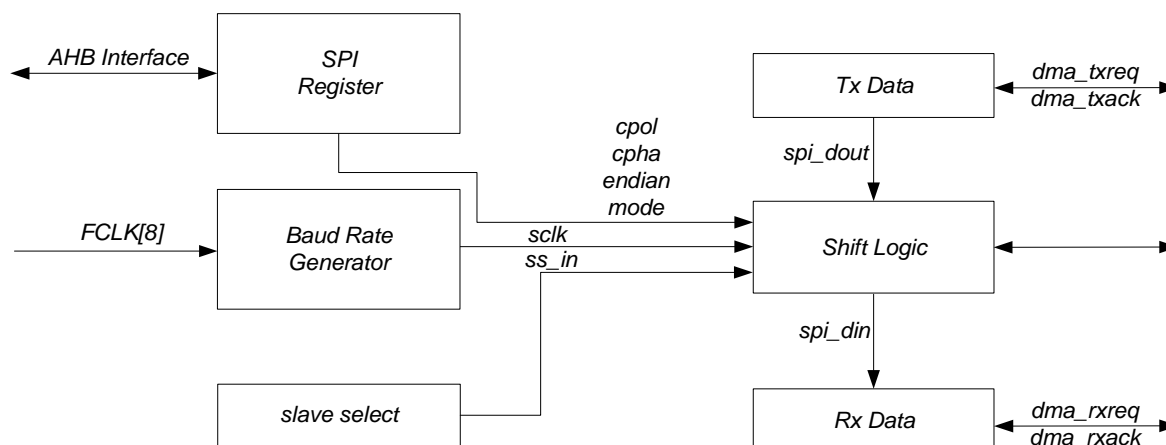 AHB Interface
SPI
Register
Tx Data
dma_txreq
dma_txack
cpol
cpha
endian
mode
spi_dout
FCLK[8]
Baud Rate
Generator
sclk
ss_in
Shift Logic
spi_din
slave select
Rx Data
dma_rxreq
dma_rxack